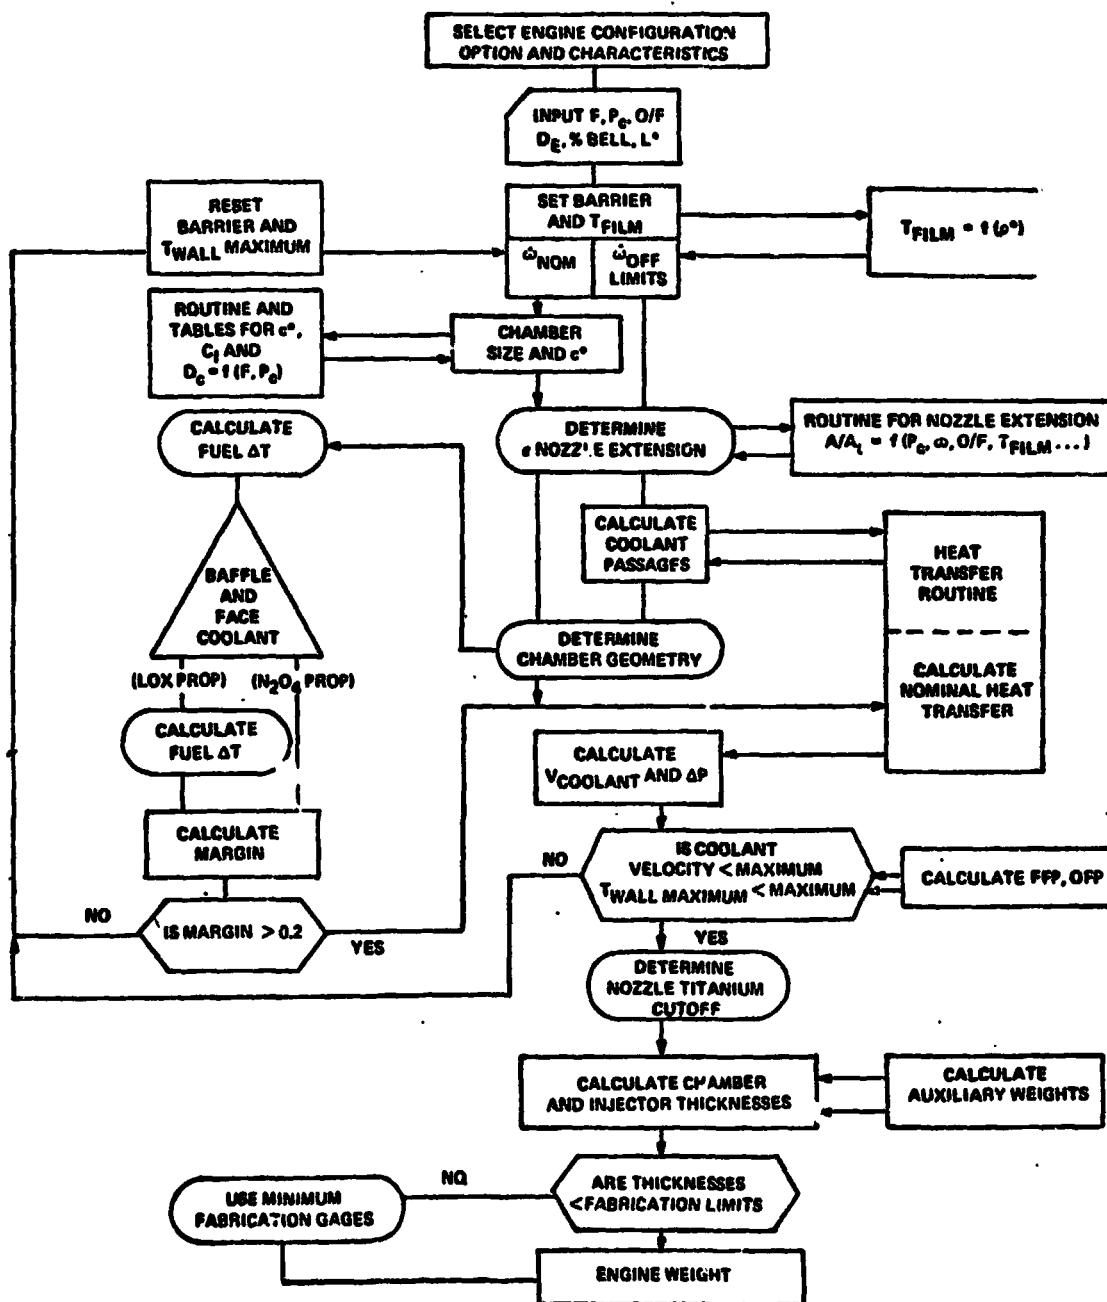 SELECT ENGINE CONFIGURATION
OPTION AND CHARACTERISTICS
INPUT F, Pc, O/F
DE, % BELL, L*
SET BARRIER
AND TFILM
ω̇NOM
ω̇OFF
LIMITS
TFILM = f (ρ*)
RESET
BARRIER AND
TWALL MAXIMUM
ROUTINE AND
TABLES FOR c*,
Cf AND
Dc = f (F, Pc)
CHAMBER
SIZE AND c*
CALCULATE
FUEL ΔT
DETERMINE
e NOZZ'.E EXTENSION
ROUTINE FOR NOZZLE EXTENSION
A/At = f (Pc, ω, O/F, TFILM ...)
CALCULATE
COOLANT
PASSAGES
HEAT
TRANSFER
ROUTINE
BAFFLE
AND
FACE
COOLANT
DETERMINE
CHAMBER GEOMETRY
CALCULATE
NOMINAL HEAT
TRANSFER
(LOX PROP)
(N2O4 PROP)
CALCULATE
FUEL ΔT
CALCULATE
VCOOLANT AND ΔP
CALCULATE
MARGIN
NO
IS COOLANT
VELOCITY < MAXIMUM
TWALL MAXIMUM < MAXIMUM
CALCULATE FFP, OFP
NO
IS MARGIN > 0.2
YES
YES
DETERMINE
NOZZLE TITANIUM
CUTOFF
CALCULATE CHAMBER
AND INJECTOR THICKNESSES
CALCULATE
AUXILIARY WEIGHTS
NO
ARE THICKNESSES
<FABRICATION LIMITS
USE MINIMUM
FABRICATION GAGES
ENGINE WEIGHT